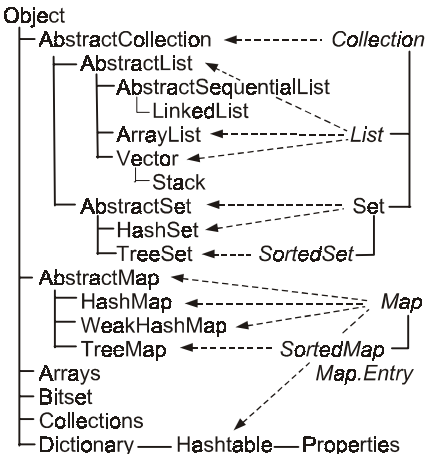 Object
AbstractCollection Collection
AbstractList
AbstractSequentialList
LinkedList
ArrayList List
Vector
Stack
AbstractSet Set
HashSet
TreeSet SortedSet
AbstractMap
HashMap Map
WeakHashMap
TreeMap SortedMap
Arrays Map.Entry
Bitset
Collections
Dictionary Hashtable Properties